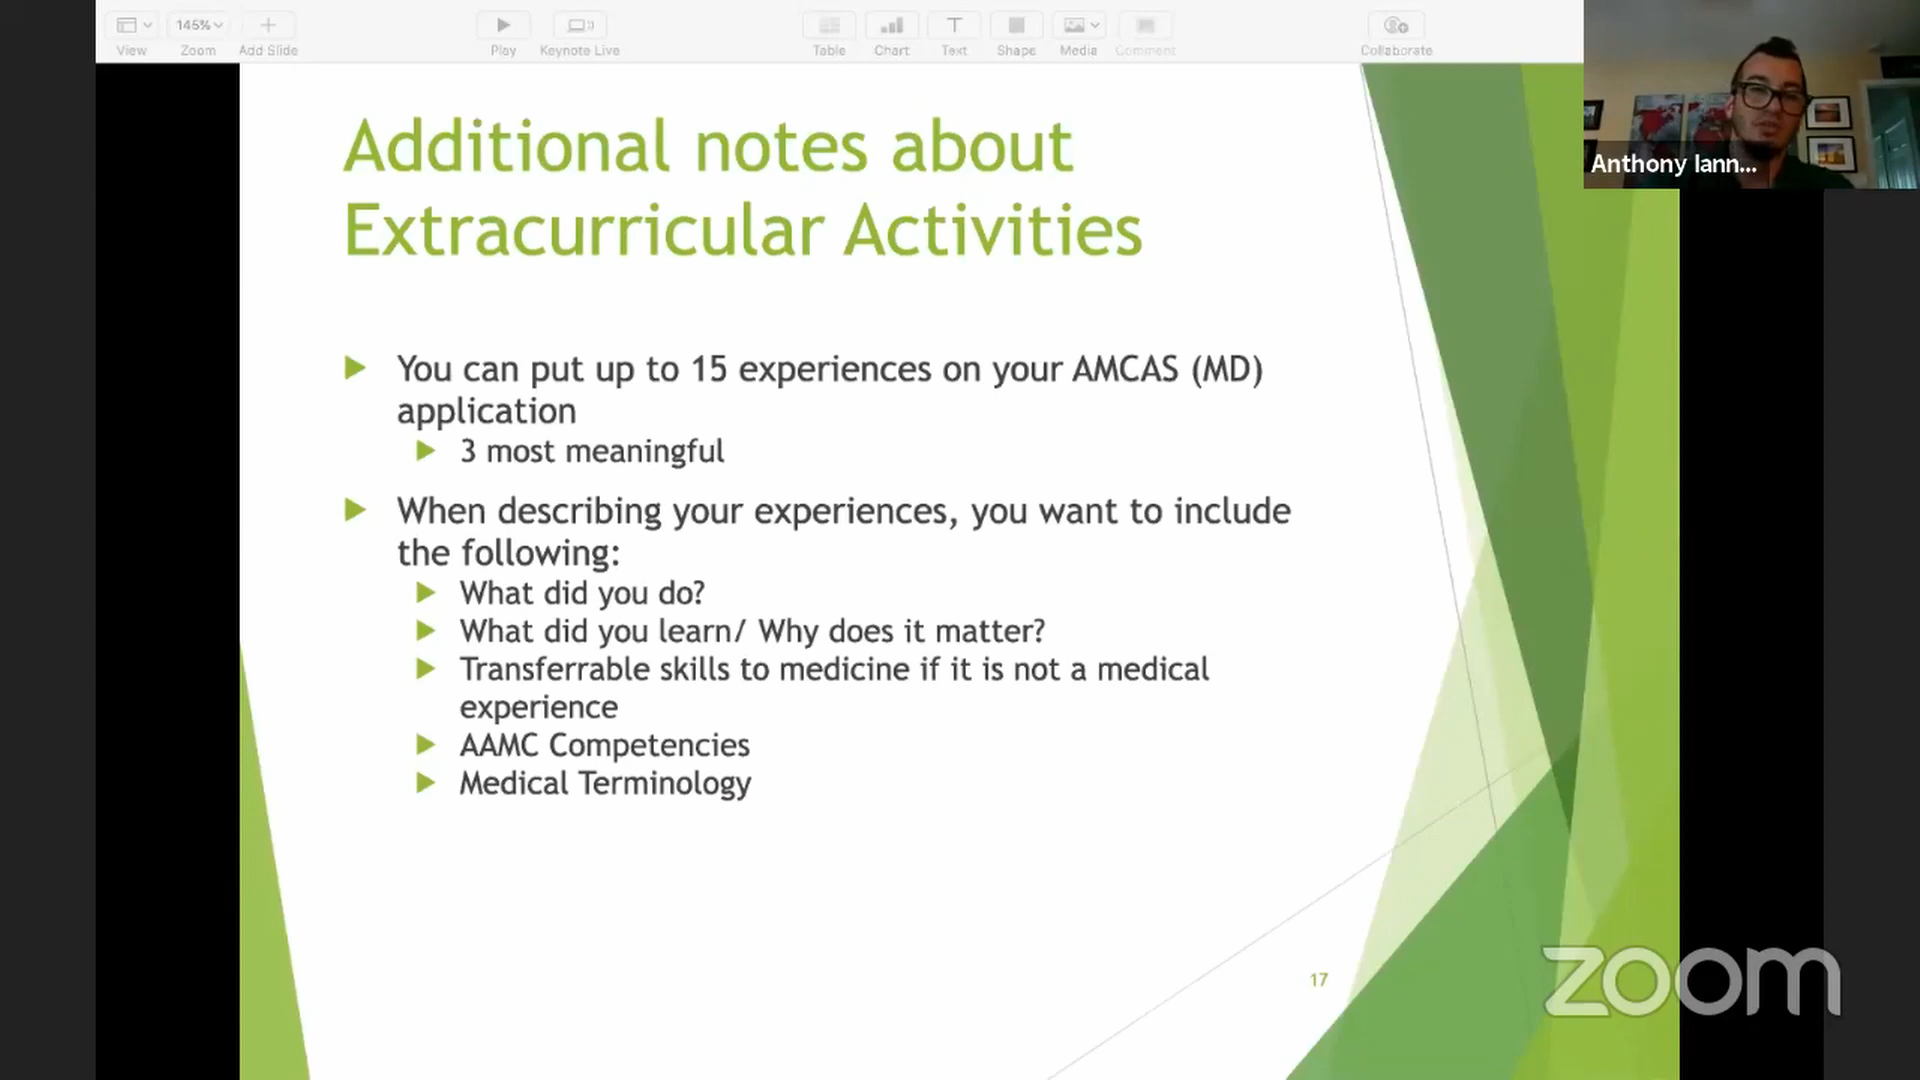 145%
View
Zoom
Add Slide
Play
Keynote Live
Table
Chart
Text
Shape
Media
Comment
Collaborate
Anthony Iann...
Additional notes about
Extracurricular Activities
You can put up to 15 experiences on your AMCAS (MD)
application
3 most meaningful
When describing your experiences, you want to include
the following:
What did you do?
What did you learn/ Why does it matter?
Transferrable skills to medicine if it is not a medical
experience
AAMC Competencies
Medical Terminology
17
zoom